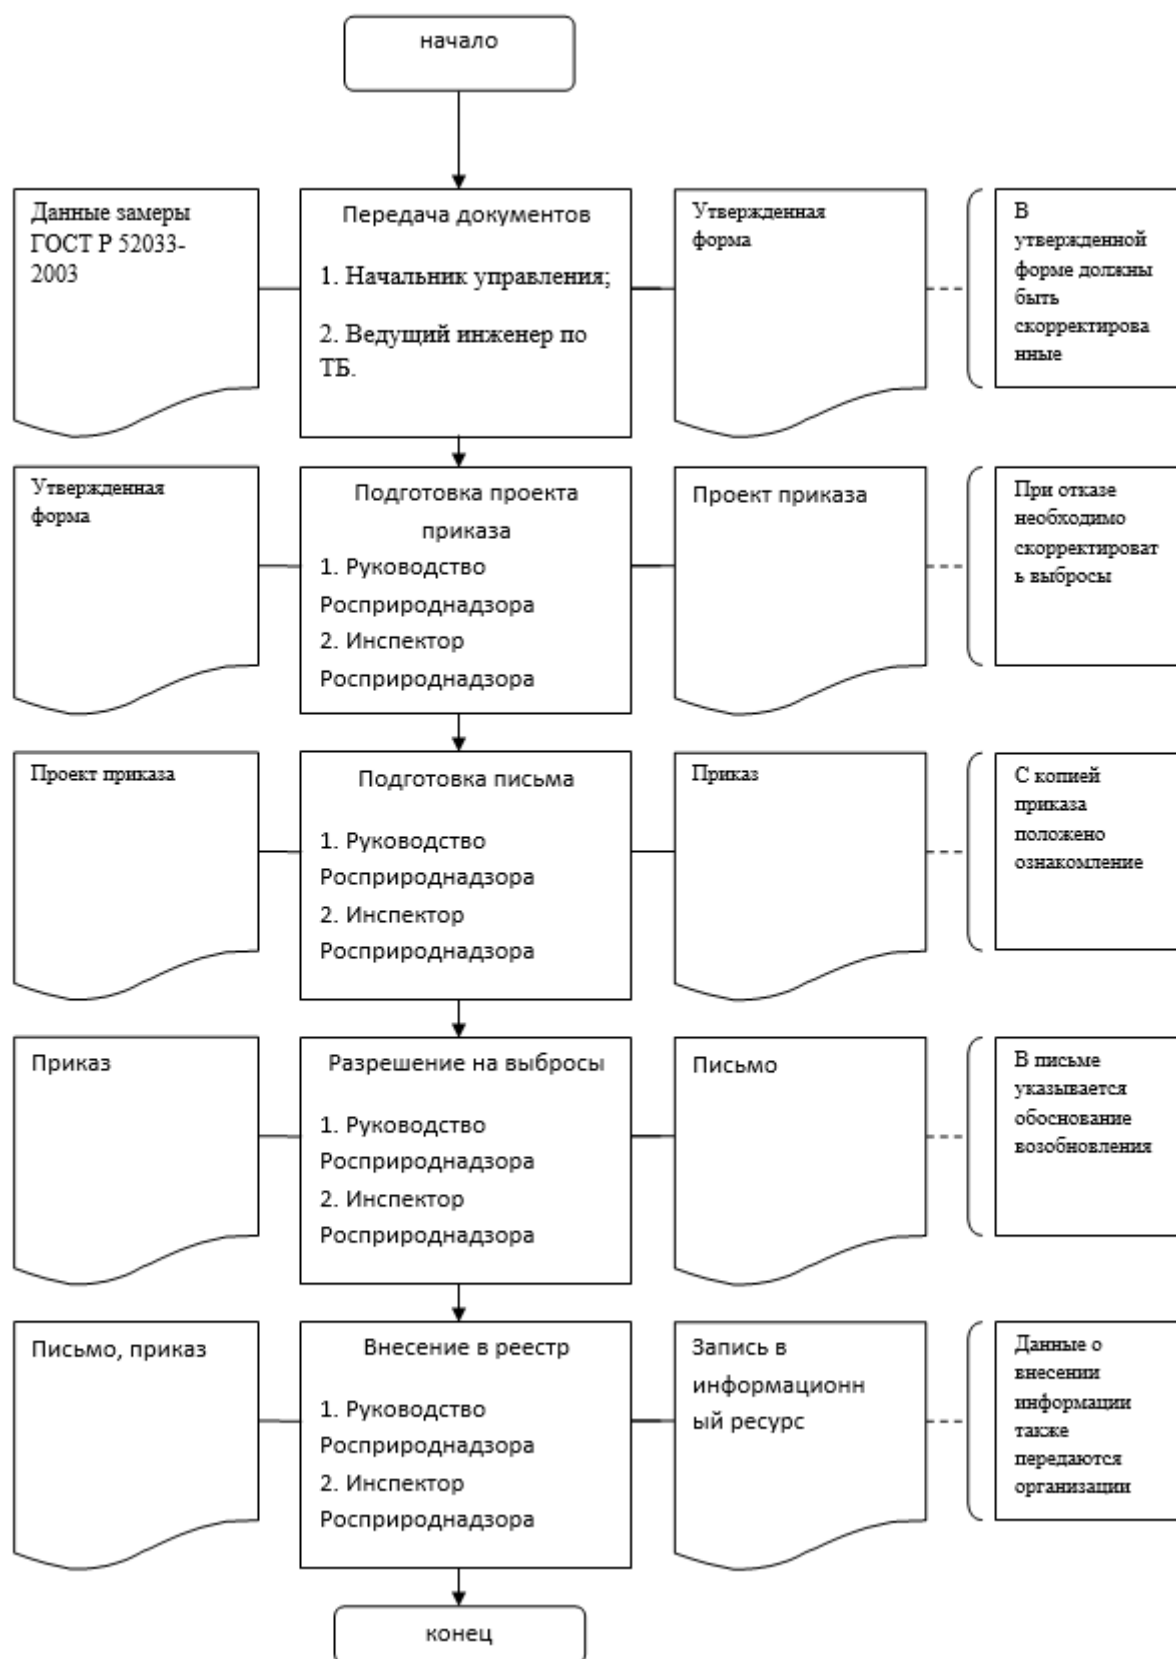 начало
Данные замеры
ГОСТ Р 52033-
2003
Передача документов
1. Начальник управления;
2. Ведущий инженер по
ТБ.
Утвержденная
форма
В
утвержденной
форме должны
быть
скорректирова
нные
Утвержденная
форма
Подготовка проекта
приказа
1. Руководство
Росприроднадзора
2. Инспектор
Росприроднадзора
Проект приказа
При отказе
необходимо
скорректироват
ь выбросы
Проект приказа
Подготовка письма
1. Руководство
Росприроднадзора
2. Инспектор
Росприроднадзора
Приказ
С копией
приказа
положено
ознакомление
Приказ
Разрешение на выбросы
1. Руководство
Росприроднадзора
2. Инспектор
Росприроднадзора
Письмо
В письме
указывается
обоснование
возобновления
Письмо, приказ
Внесение в реестр
1. Руководство
Росприроднадзора
2. Инспектор
Росприроднадзора
Запись в
информационн
ый ресурс
Данные о
внесении
информации
также
передаются
организации
конец